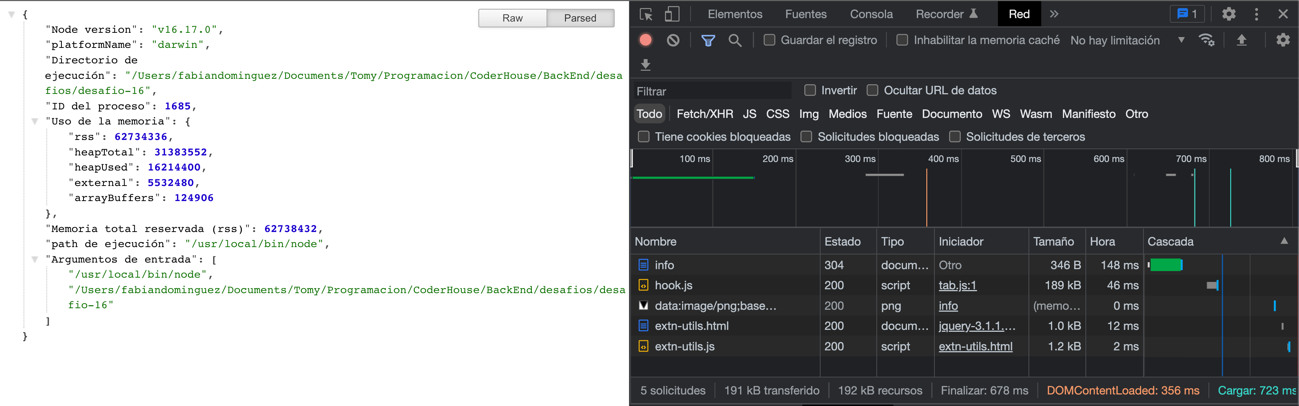 Raw Parsed
{
"Node version": "v16.17.0",
"platformName": "darwin",
"Directorio de
ejecución": "/Users/fabiandominguez/Documents/Tomy/Programacion/CoderHouse/BackEnd/desa
fios/desafio-16",
"ID del proceso": 1685,
"Uso de la memoria": {
"rss": 62734336,
"heapTotal": 31383552,
"heapUsed": 16214400,
"external": 5532480,
"arrayBuffers": 124906
},
"Memoria total reservada (rss)": 62738432,
"path de ejecución": "/usr/local/bin/node",
"Argumentos de entrada": [
"/usr/local/bin/node",
"/Users/fabiandominguez/Documents/Tomy/Programacion/CoderHouse/BackEnd/desafios/desa
fio-16"
]
}
Elementos Fuentes Consola Recorder Red » 1
Guardar el registro Inhabilitar la memoria caché No hay limitación
Filtrar Invertir Ocultar URL de datos
Todo Fetch/XHR JS CSS Img Medios Fuente Documento WS Wasm Manifiesto Otro
Tiene cookies bloqueadas Solicitudes bloqueadas Solicitudes de terceros
100 ms 200 ms 300 ms 400 ms 500 ms 600 ms 700 ms 800 ms
Nombre Estado Tipo Iniciador Tamaño Hora Cascada
info 304 docum... Otro 346 B 148 ms
hook.js 200 script tab.js:1 189 kB 46 ms
data:image/png;base... 200 png info (memo... 0 ms
extn-utils.html 200 docum... jquery-3.1.1.... 1.0 kB 12 ms
extn-utils.js 200 script extn-utils.html 1.2 kB 2 ms
5 solicitudes 191 kB transferido 192 kB recursos Finalizar: 678 ms DOMContentLoaded: 356 ms Cargar: 723 ms